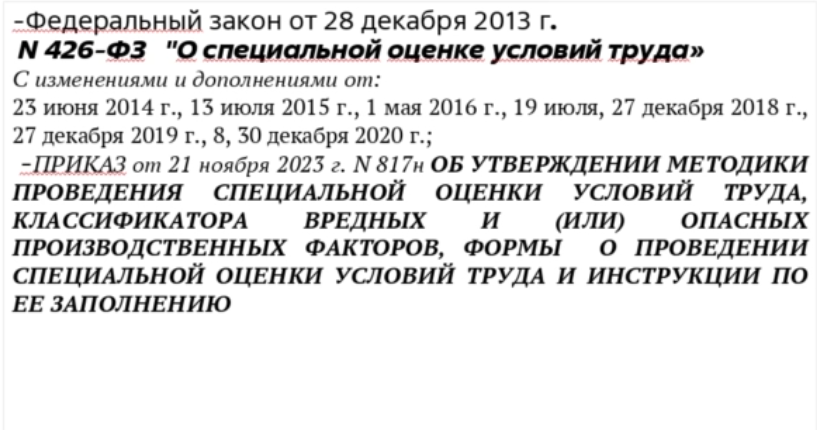 -Федеральный закон от 28 декабря 2013 г.
N 426-ФЗ "О специальной оценке условий труда»
С изменениями и дополнениями от:
23 июня 2014 г., 13 июля 2015 г., 1 мая 2016 г., 19 июля, 27 декабря 2018 г.,
27 декабря 2019 г., 8, 30 декабря 2020 г.;
-ПРИКАЗ от 21 ноября 2023 г. N 817н ОБ УТВЕРЖДЕНИИ МЕТОДИКИ
ПРОВЕДЕНИЯ СПЕЦИАЛЬНОЙ ОЦЕНКИ УСЛОВИЙ ТРУДА,
КЛАССИФИКАТОРА ВРЕДНЫХ И (ИЛИ) ОПАСНЫХ
ПРОИЗВОДСТВЕННЫХ ФАКТОРОВ, ФОРМЫ О ПРОВЕДЕНИИ
СПЕЦИАЛЬНОЙ ОЦЕНКИ УСЛОВИЙ ТРУДА И ИНСТРУКЦИИ ПО
ЕЕ ЗАПОЛНЕНИЮ